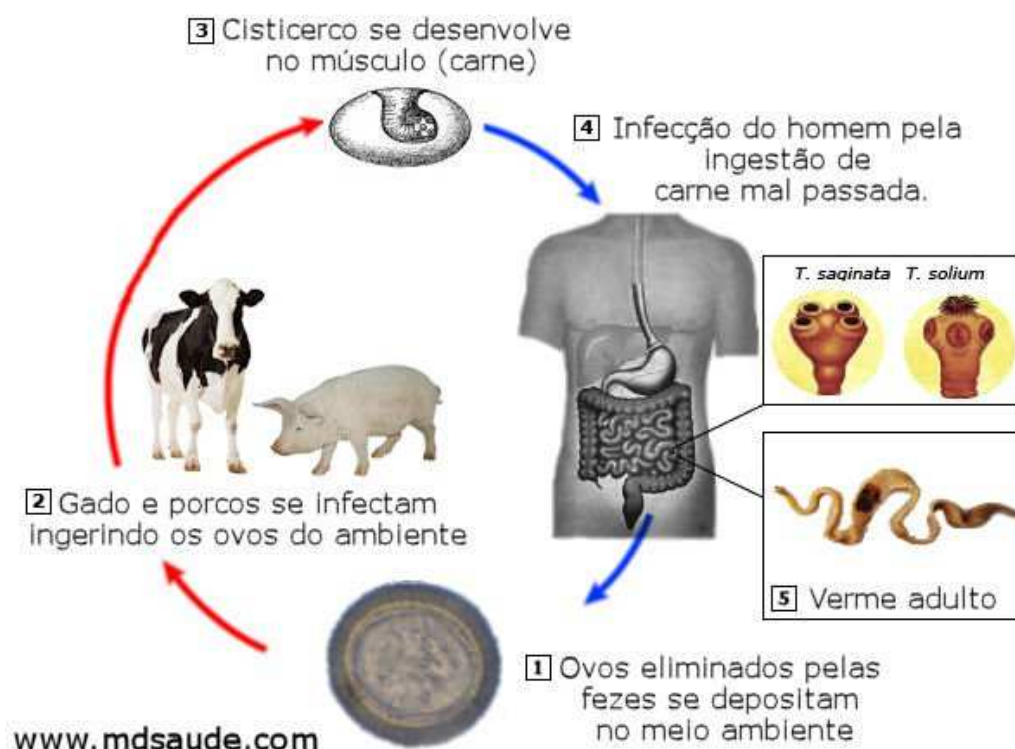 3 Cisticerco se desenvolve
no músculo (carne)
4 Infecção do homem pela
ingestão de
carne mal passada.
T. saginata T. solium
2 Gado e porcos se infectam
ingerindo os ovos do ambiente
5 Verme adulto
1 Ovos eliminados pelas
fezes se depositam
no meio ambiente
www.mdsaude.com